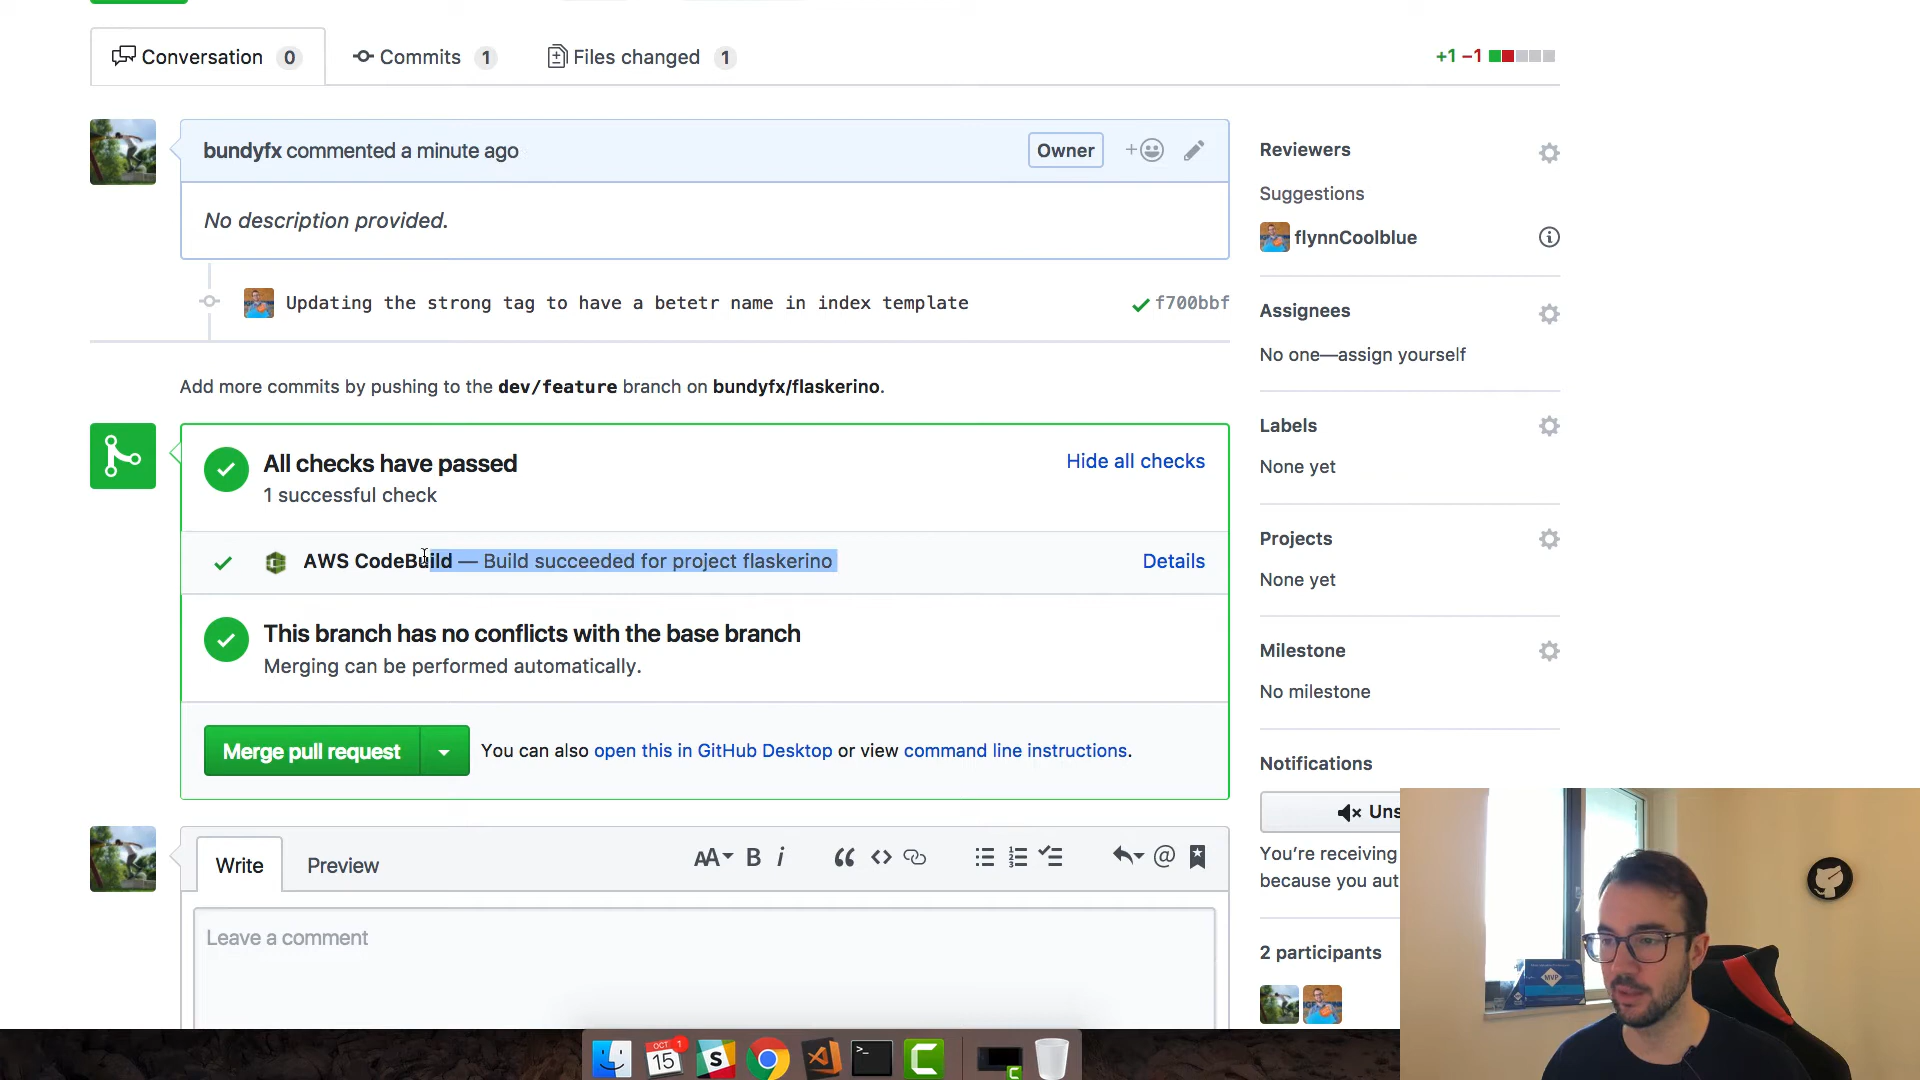 Conversation 0
Commits 1
Files changed 1
+1 −1
bundyfx commented a minute ago
Owner
No description provided.
Updating the strong tag to have a betetr name in index template
f700bbf
Add more commits by pushing to the dev/feature branch on bundyfx/flaskerino.
All checks have passed
1 successful check
Hide all checks
AWS CodeBuild — Build succeeded for project flaskerino
Details
This branch has no conflicts with the base branch
Merging can be performed automatically.
Merge pull request
You can also open this in GitHub Desktop or view command line instructions.
Write
Preview
AA B i
Leave a comment
Reviewers
Suggestions
flynnCoolblue
Assignees
No one—assign yourself
Labels
None yet
Projects
None yet
Milestone
No milestone
Notifications
Uns
You're receiving
because you aut
2 participants
MVP
OCT
15
1